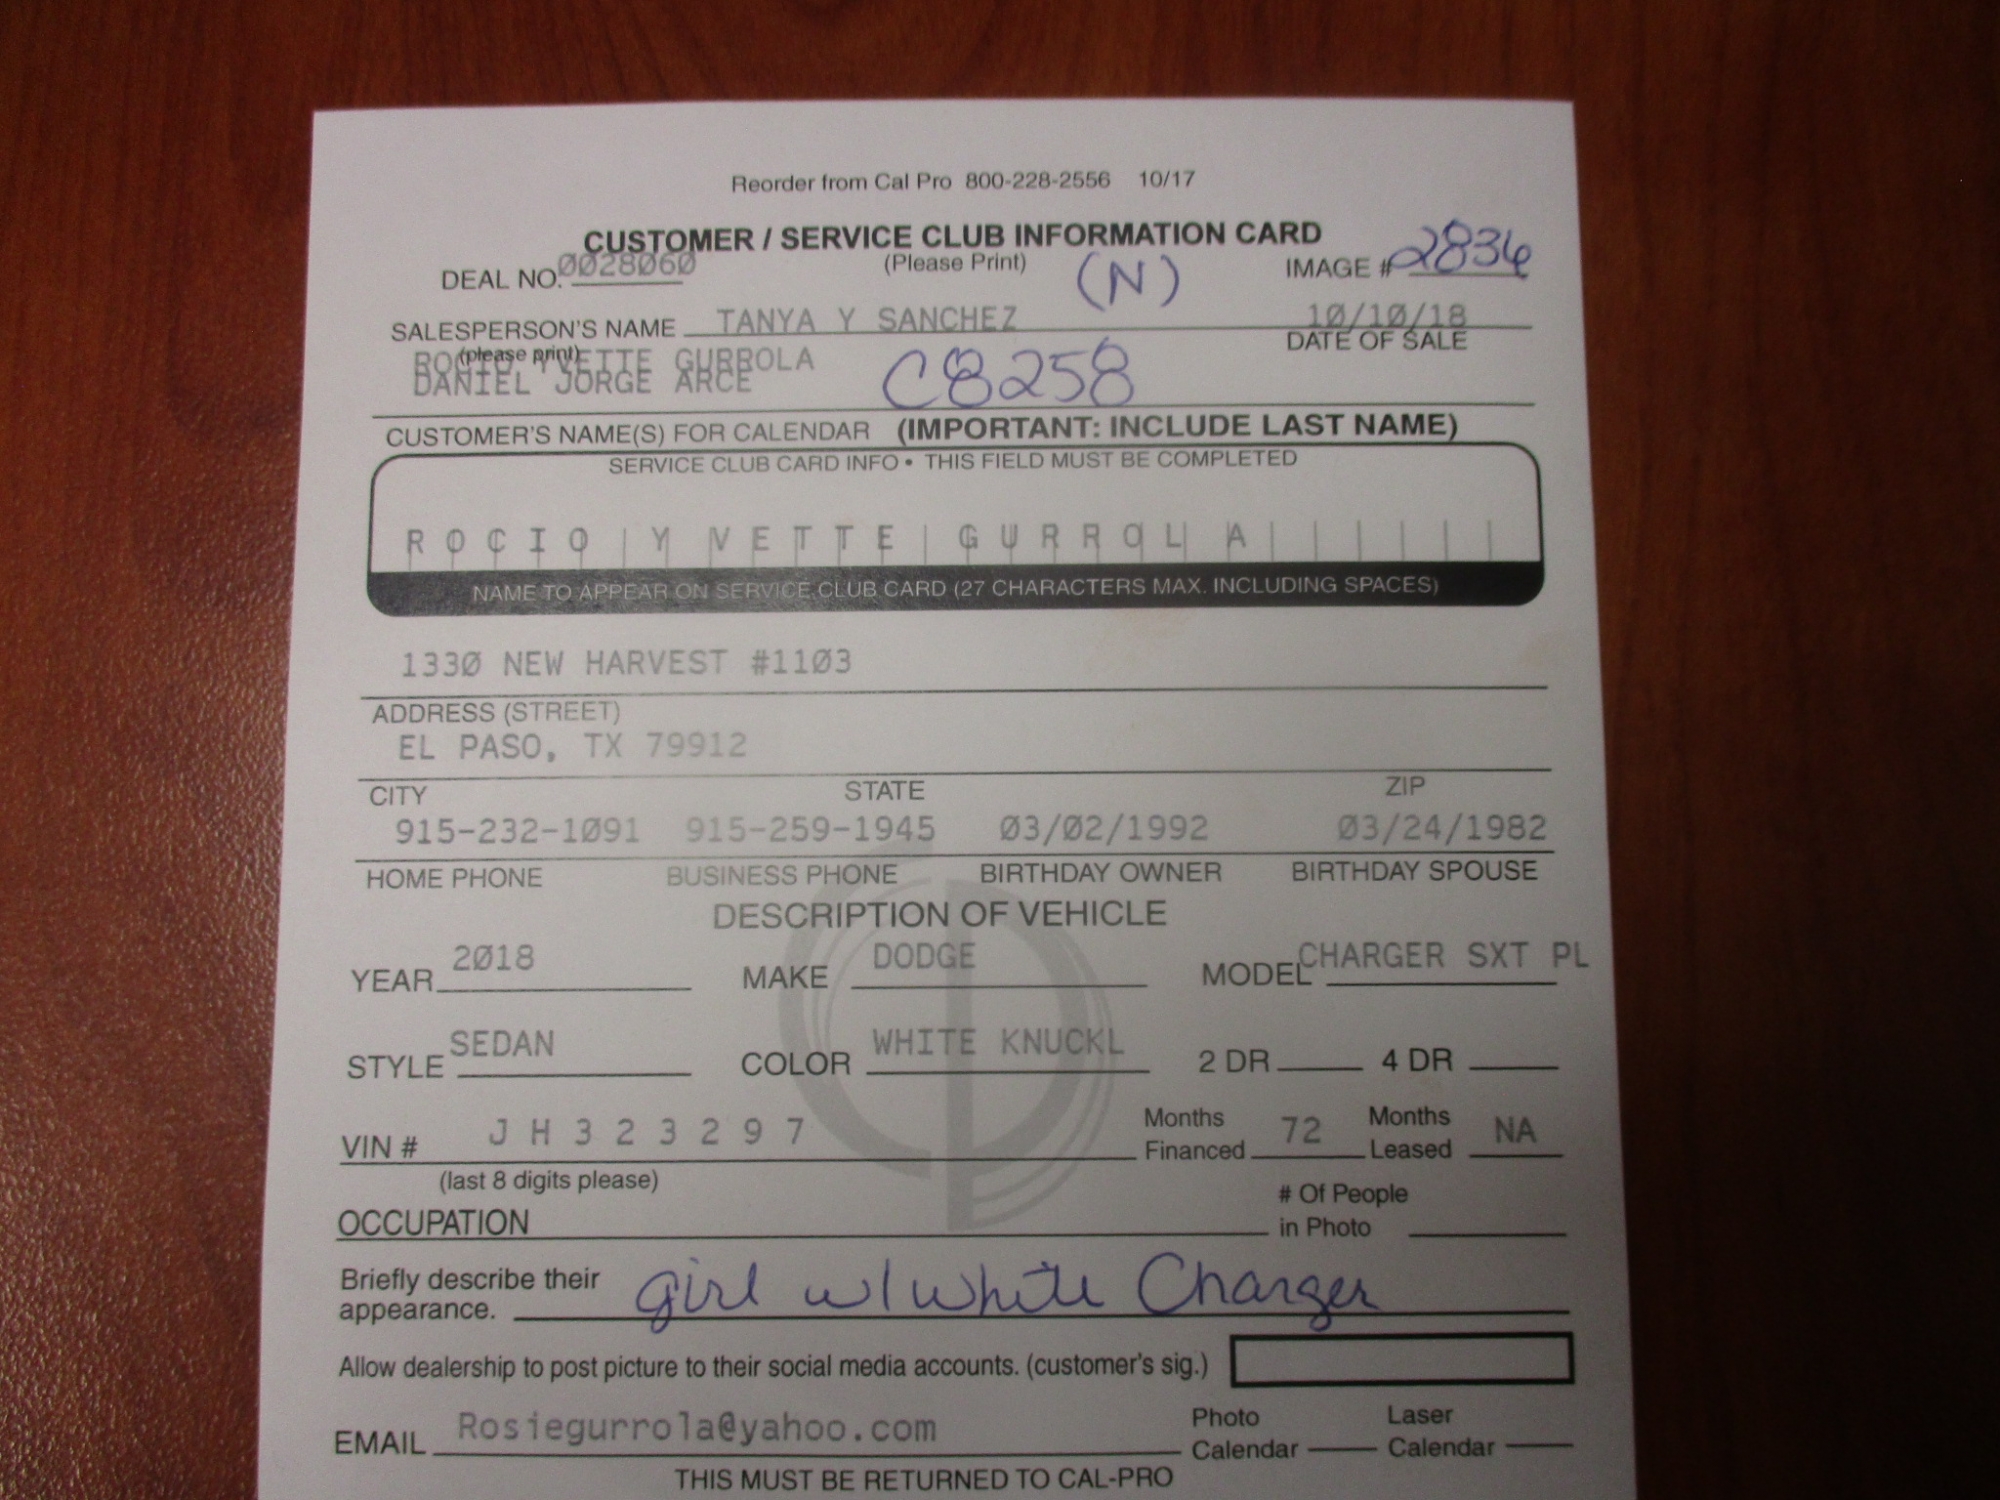 Reorder from Cal Pro 800-228-2556 10/17
CUSTOMER / SERVICE CLUB INFORMATION CARD
DEAL NO. 0028060 (Please Print) (N) IMAGE # 2836
SALESPERSON'S NAME TANYA Y SANCHEZ 10/10/18
(please print) DATE OF SALE
ROCIO YVETTE GURROLA
DANIEL JORGE ARCE C8258
CUSTOMER'S NAME(S) FOR CALENDAR (IMPORTANT: INCLUDE LAST NAME)
SERVICE CLUB CARD INFO • THIS FIELD MUST BE COMPLETED
ROCIO YVETTE GURROLA
NAME TO APPEAR ON SERVICE CLUB CARD (27 CHARACTERS MAX. INCLUDING SPACES)
1330 NEW HARVEST #1103
ADDRESS (STREET)
EL PASO, TX 79912
CITY STATE ZIP
915-232-1091 915-259-1945 03/02/1992 03/24/1982
HOME PHONE BUSINESS PHONE BIRTHDAY OWNER BIRTHDAY SPOUSE
DESCRIPTION OF VEHICLE
YEAR 2018 MAKE DODGE MODEL CHARGER SXT PL
STYLE SEDAN COLOR WHITE KNUCKL 2 DR 4 DR
VIN # JH323297 Months Financed 72 Months Leased NA
(last 8 digits please)
OCCUPATION # Of People in Photo
Briefly describe their appearance. girl w/ White Charger
Allow dealership to post picture to their social media accounts. (customer's sig.)
EMAIL Rosiegurrola@yahoo.com Photo Calendar Laser Calendar
THIS MUST BE RETURNED TO CAL-PRO